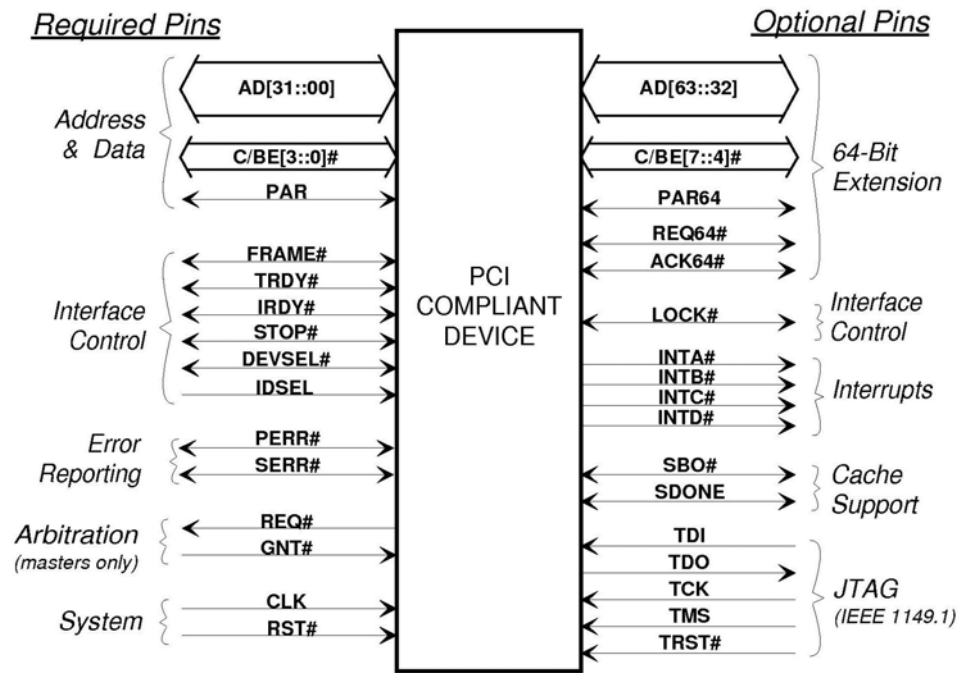 Required Pins
Optional Pins
Address
& Data
AD[31::00]
C/BE[3::0]#
PAR
Interface
Control
FRAME#
TRDY#
IRDY#
STOP#
DEVSEL#
IDSEL
Error
Reporting
PERR#
SERR#
Arbitration
(masters only)
REQ#
GNT#
System
CLK
RST#
PCI
COMPLIANT
DEVICE
AD[63::32]
C/BE[7::4]#
PAR64
REQ64#
ACK64#
64-Bit
Extension
LOCK#
Interface
Control
INTA#
INTB#
INTC#
INTD#
Interrupts
SBO#
SDONE
Cache
Support
TDI
TDO
TCK
TMS
TRST#
JTAG
(IEEE 1149.1)